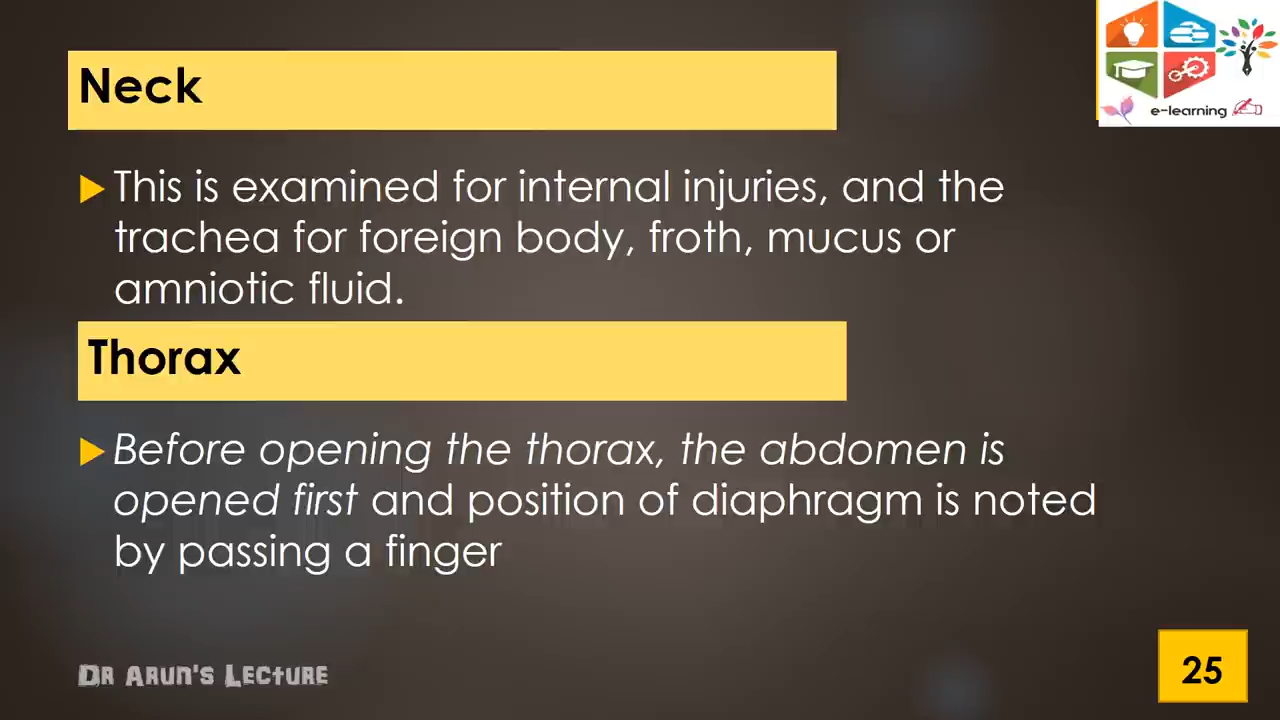 e-learning
Neck
This is examined for internal injuries, and the
trachea for foreign body, froth, mucus or
amniotic fluid.
Thorax
Before opening the thorax, the abdomen is
opened first and position of diaphragm is noted
by passing a finger
Dr Arun's Lecture
25